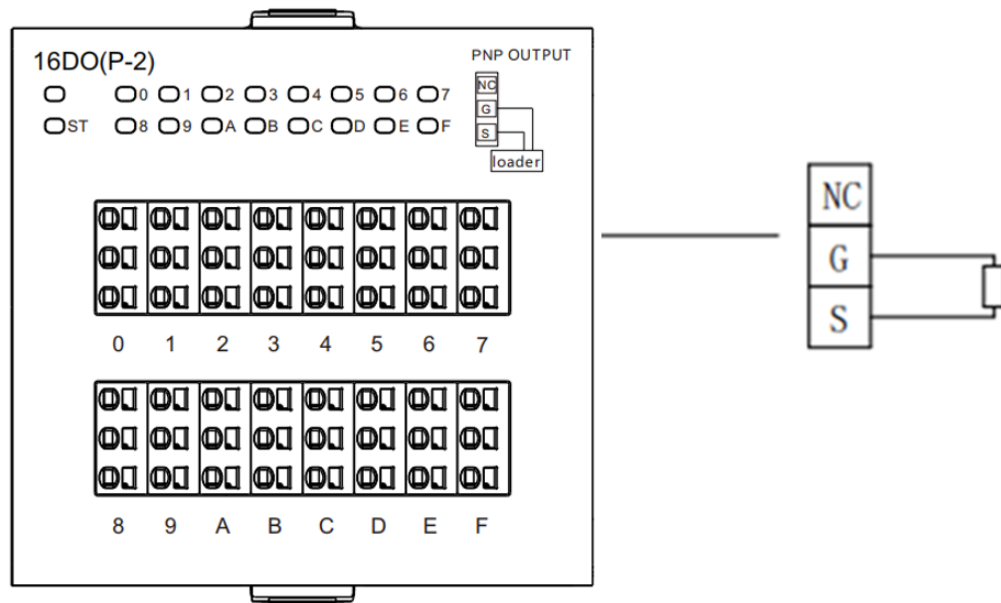 16DO(P-2)
PNP OUTPUT
0 1 2 3 4 5 6 7
ST 8 9 A B C D E F
NC
G
S
loader
0 1 2 3 4 5 6 7
8 9 A B C D E F
NC
G
S